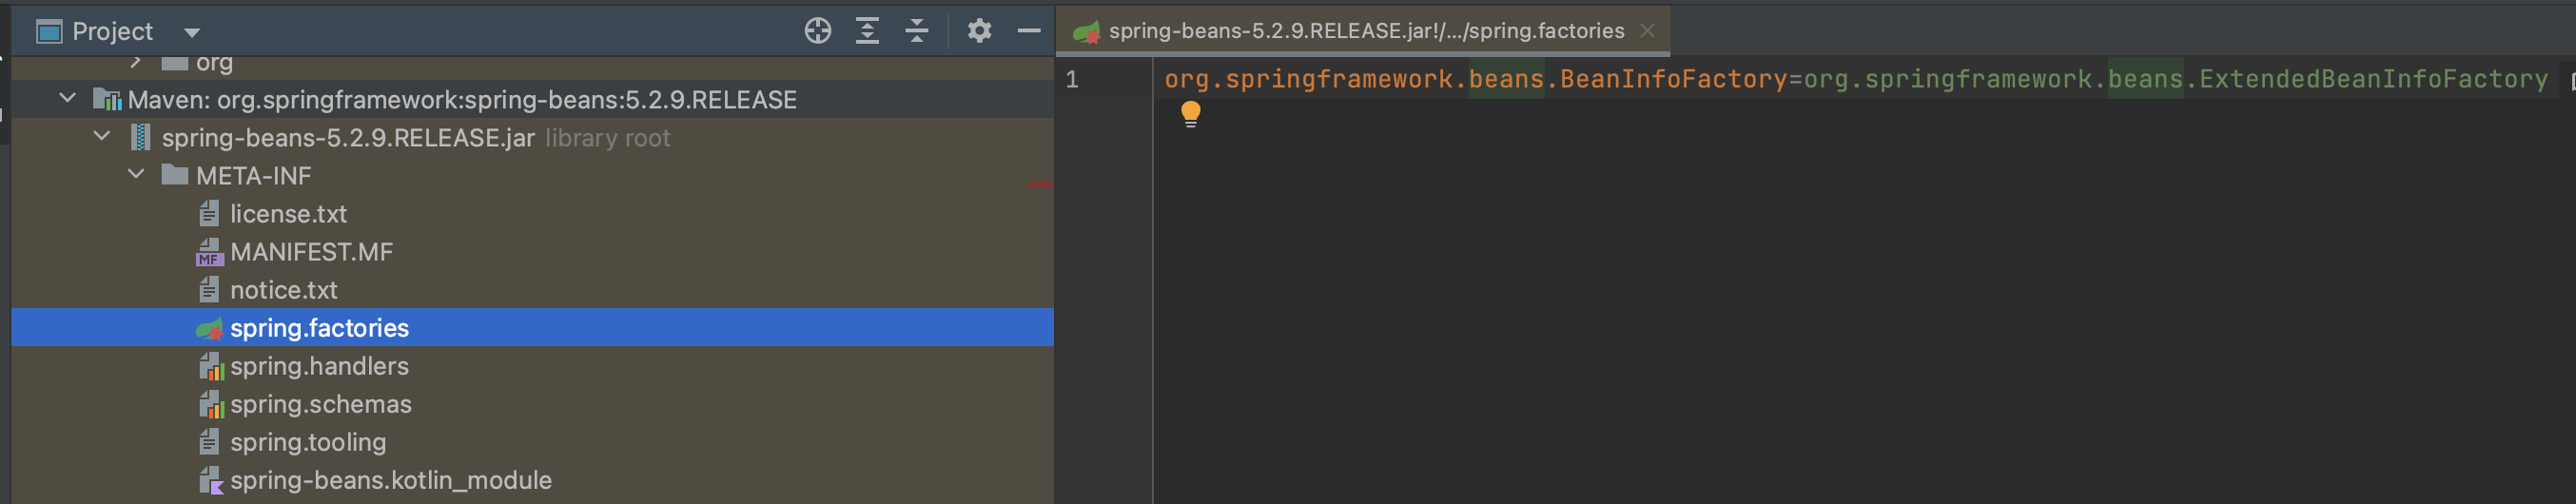 Project
org
Maven: org.springframework:spring-beans:5.2.9.RELEASE
spring-beans-5.2.9.RELEASE.jar library root
META-INF
license.txt
MANIFEST.MF
notice.txt
spring.factories
spring.handlers
spring.schemas
spring.tooling
spring-beans.kotlin_module
spring-beans-5.2.9.RELEASE.jar!/.../spring.factories
1 org.springframework.beans.BeanInfoFactory=org.springframework.beans.ExtendedBeanInfoFactory